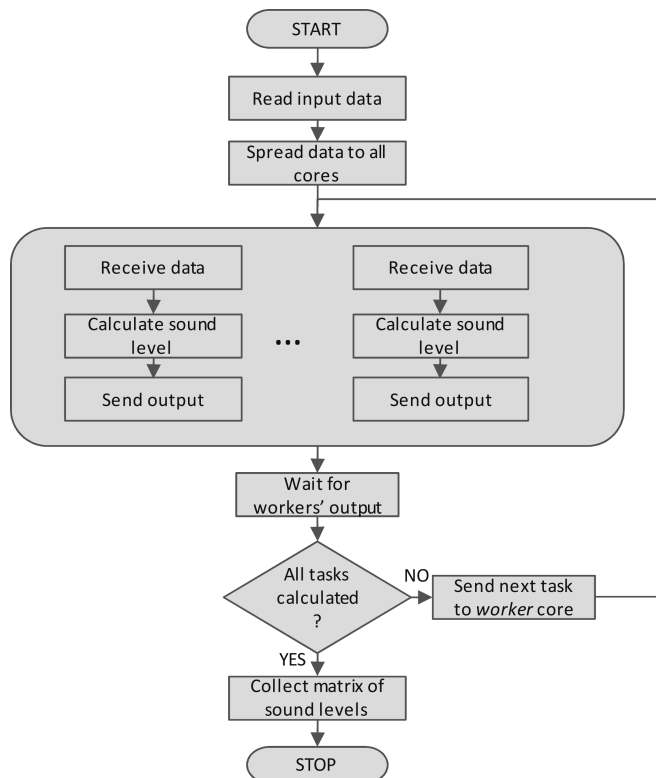 START
Read input data
Spread data to all
cores
Receive data
Calculate sound
level
Send output
...
Receive data
Calculate sound
level
Send output
Wait for
workers' output
All tasks
calculated
?
NO
Send next task
to worker core
YES
Collect matrix of
sound levels
STOP